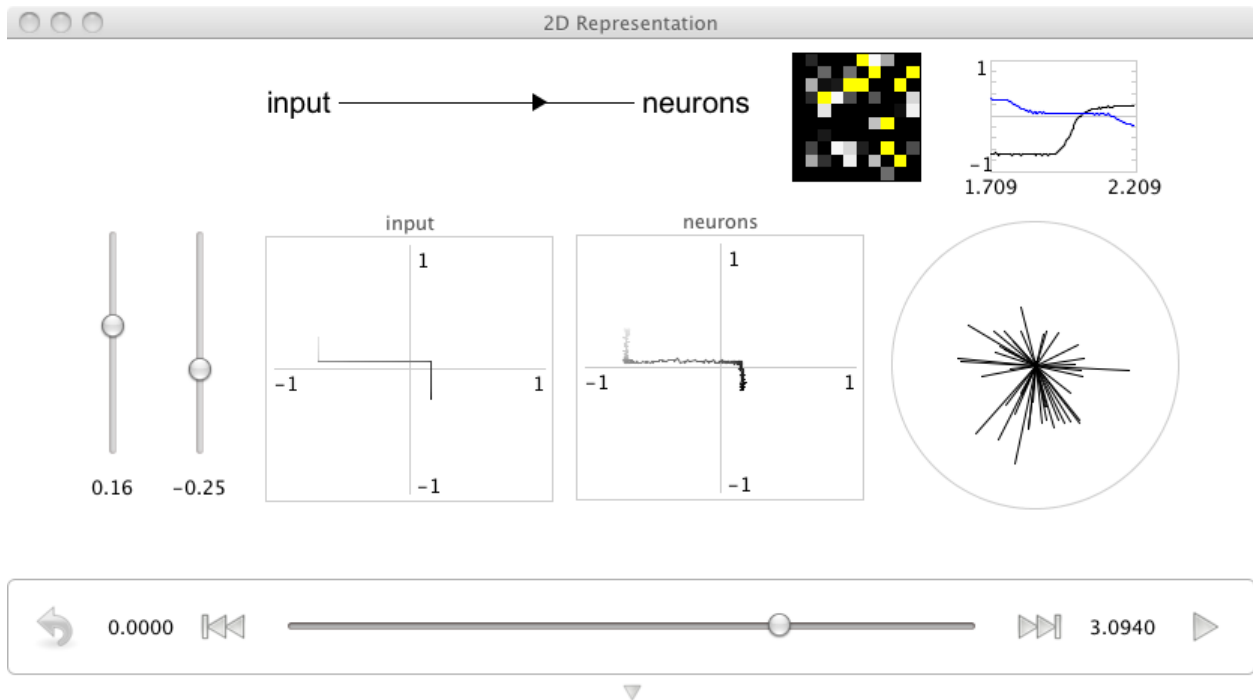 2D Representation
input neurons
1
-1
1.709 2.209
input
1
-1 1
-1
neurons
1
-1 1
-1
0.16 -0.25
0.0000 3.0940